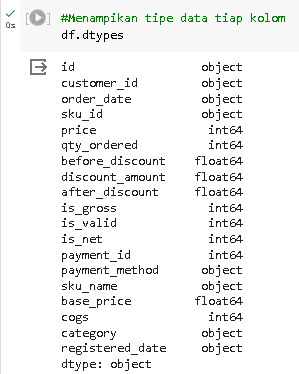 #Menampikan tipe data tiap kolom
0s
df.dtypes
id object
customer_id object
order_date object
sku_id object
price int64
qty_ordered int64
before_discount float64
discount_amount float64
after_discount float64
is_gross int64
is_valid int64
is_net int64
payment_id int64
payment_method object
sku_name object
base_price float64
cogs int64
category object
registered_date object
dtype: object